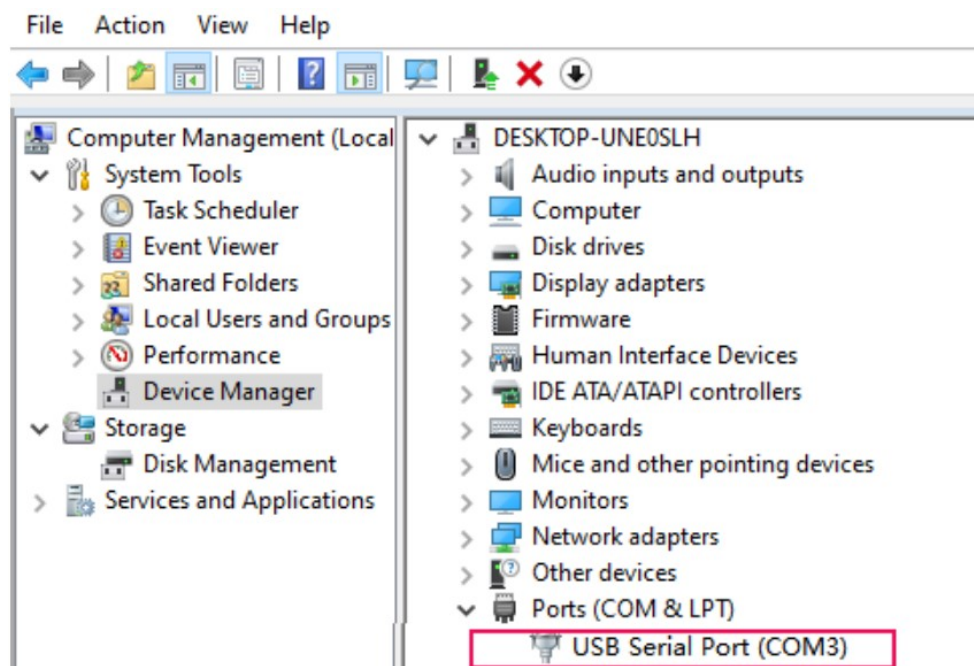 File Action View Help
Computer Management (Local
System Tools
Task Scheduler
Event Viewer
Shared Folders
Local Users and Groups
Performance
Device Manager
Storage
Disk Management
Services and Applications
DESKTOP-UNE0SLH
Audio inputs and outputs
Computer
Disk drives
Display adapters
Firmware
Human Interface Devices
IDE ATA/ATAPI controllers
Keyboards
Mice and other pointing devices
Monitors
Network adapters
Other devices
Ports (COM & LPT)
USB Serial Port (COM3)